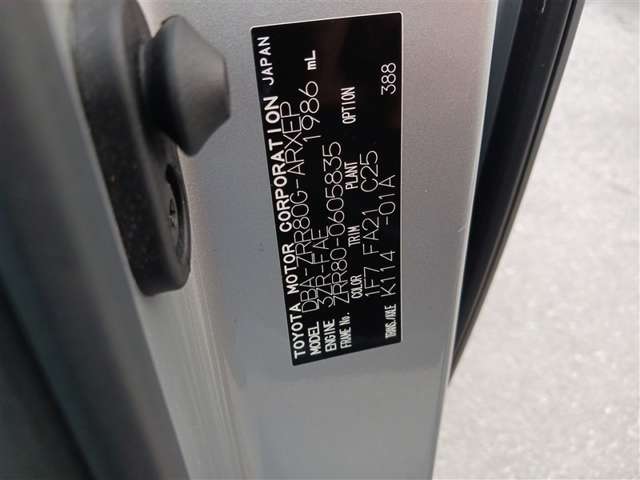 TOYOTA MOTOR CORPORATION JAPAN
MODEL DBA-ZRR80G-ARXEP
ENGINE 3ZR-FAE 1986 mL
FRAME No. ZRR80-0605835
COLOR TRIM PLANT OPTION
1F7 FA21 C25 388
TRANS./AXLE K114 -01A